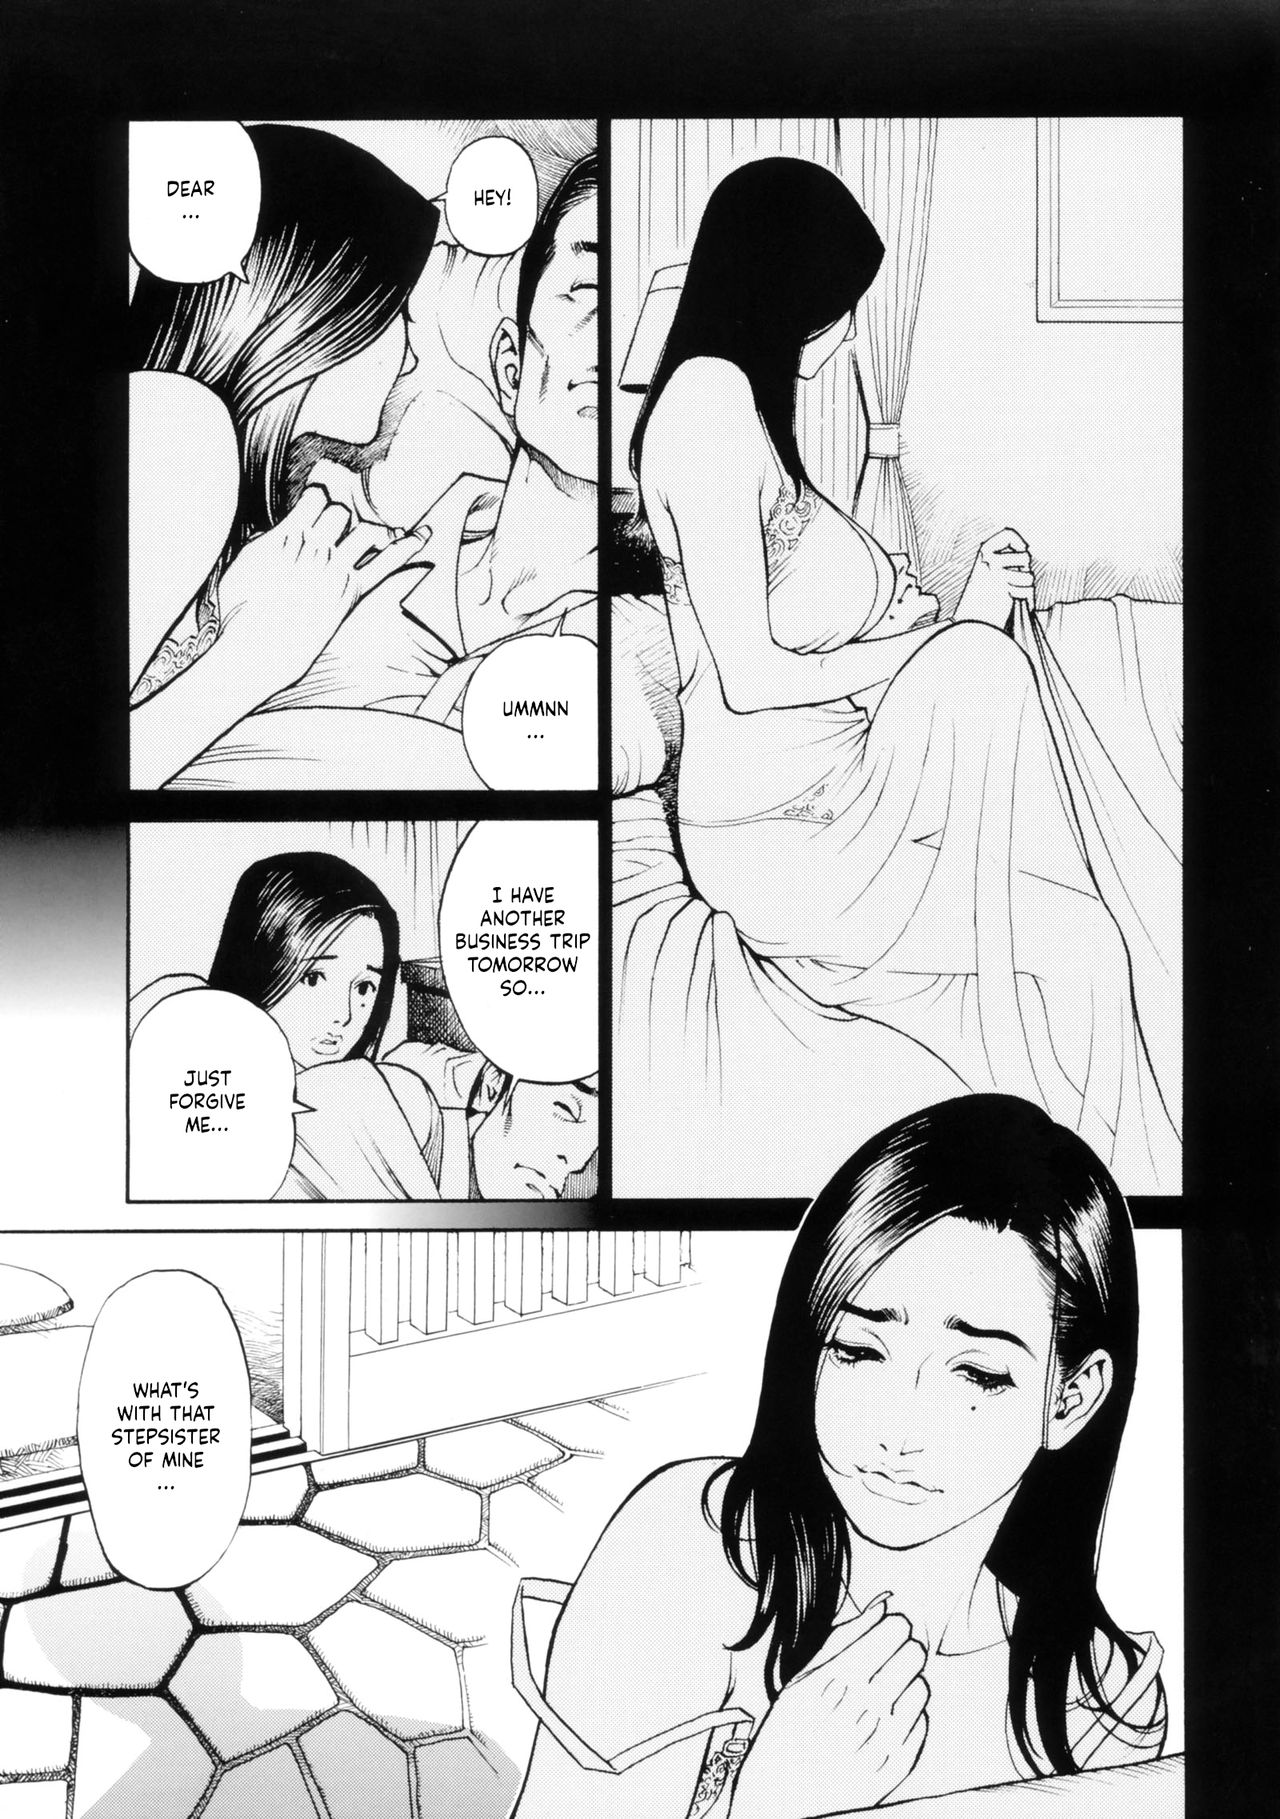 HEY!
DEAR
...
UMMNN
...
I HAVE
ANOTHER
BUSINESS TRIP
TOMORROW
SO...
JUST
FORGIVE
ME...
WHAT'S
WITH THAT
STEPSISTER
OF MINE
...